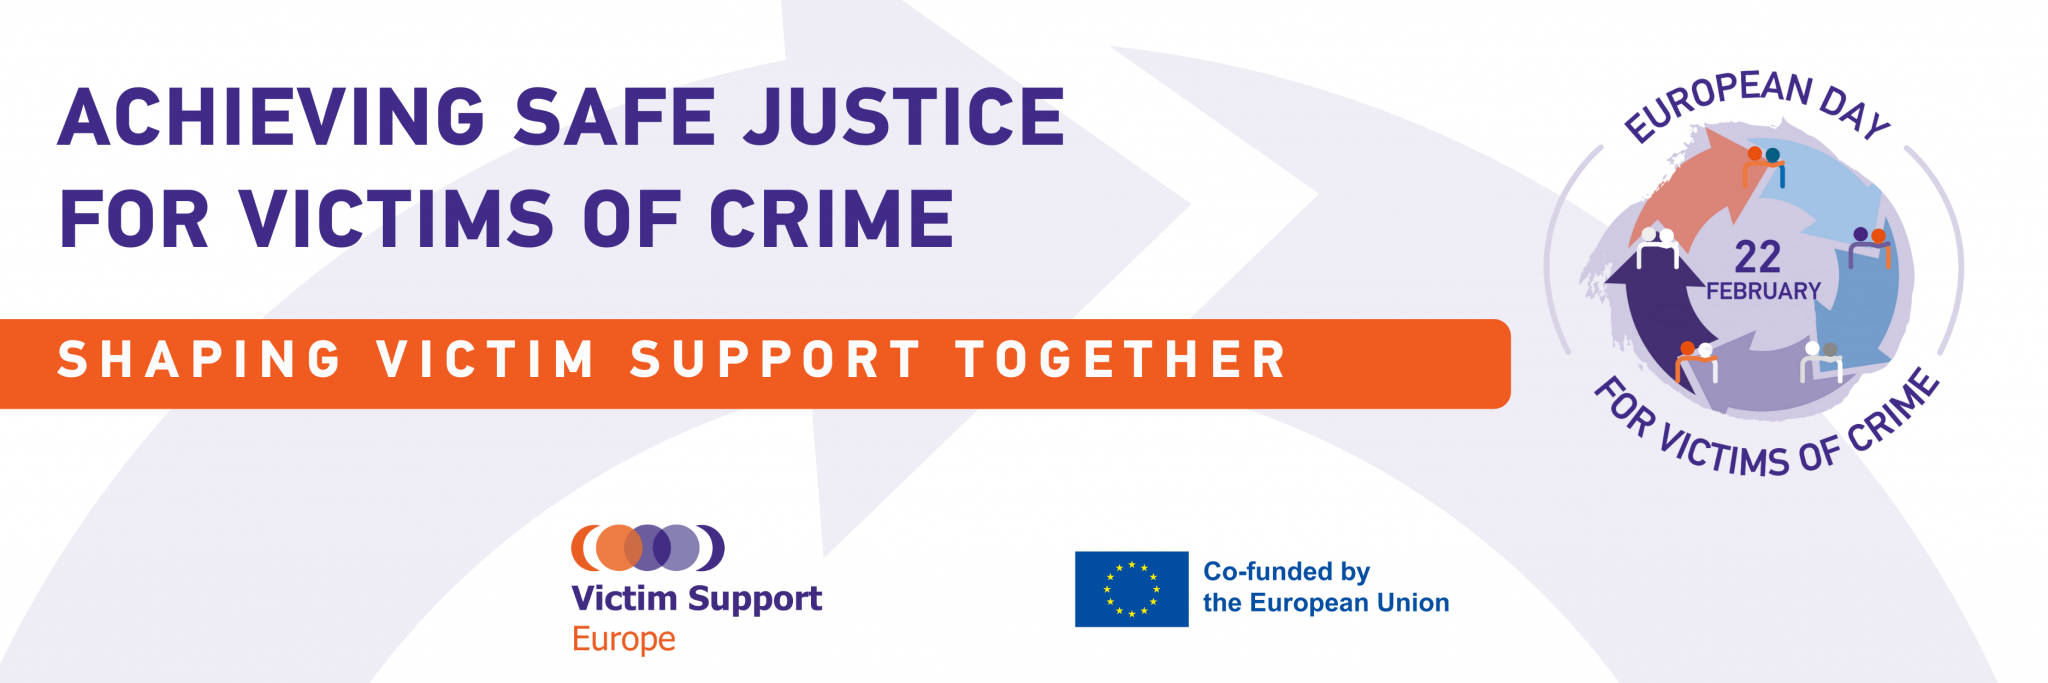 ACHIEVING SAFE JUSTICE
FOR VICTIMS OF CRIME
SHAPING VICTIM SUPPORT TOGETHER
EUROPEAN DAY
22
FEBRUARY
FOR VICTIMS OF CRIME
Victim Support
Europe
Co-funded by
the European Union